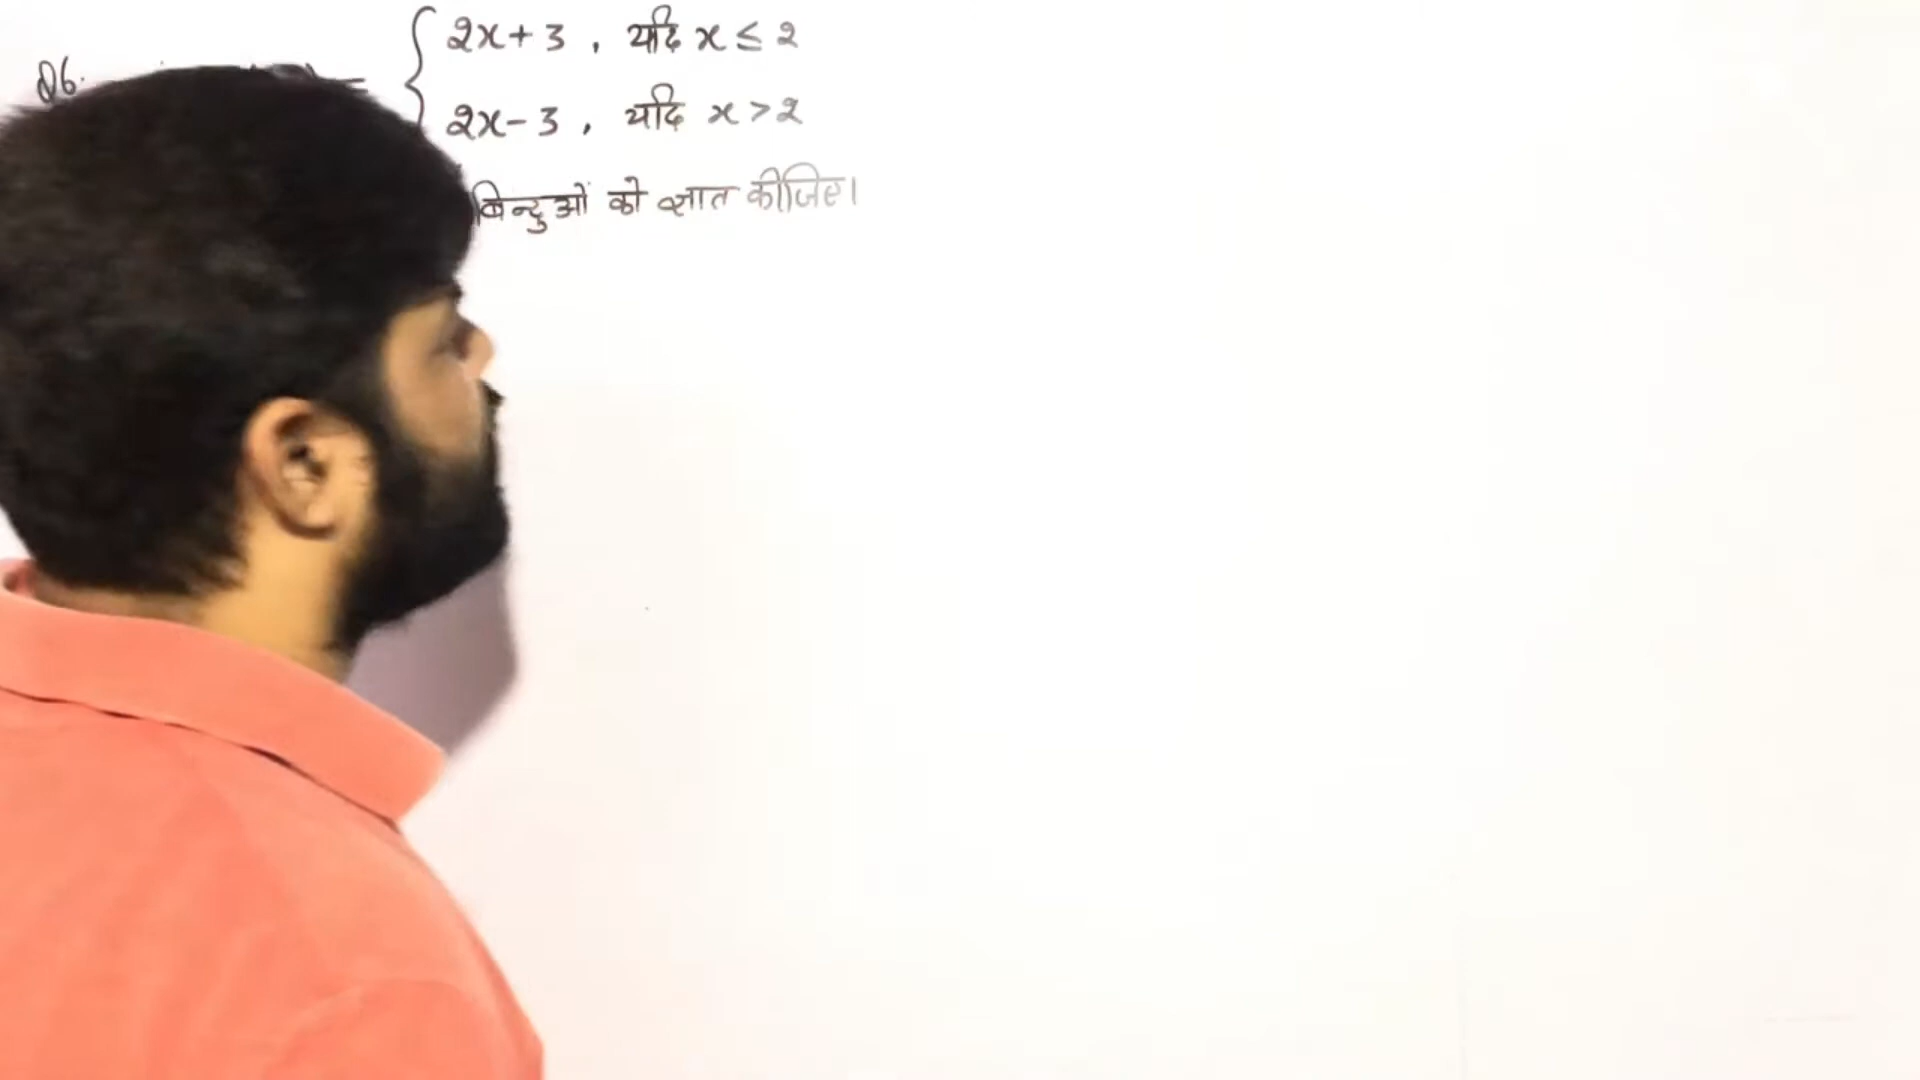 2x+3 , यदि x ≤ 2
Q6.
2x-3 , यदि x > 2
बिन्दुओं को ज्ञात कीजिए।